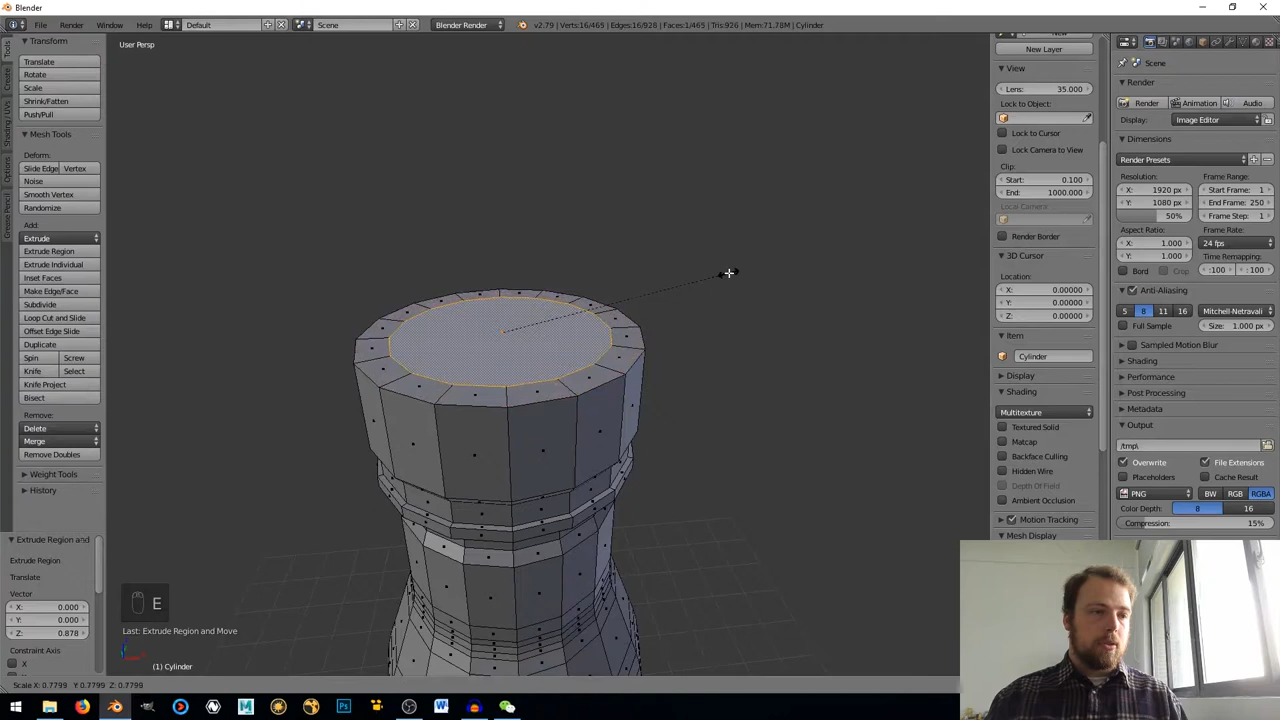 Blender
File Render Window Help Default Scene Blender Render v2.79 | Verts:16/465 | Edges:16/928 | Faces:1/465 | Tris:926 | Mem:71.78M | Cylinder
Transform
Translate
Rotate
Scale
Shrink/Fatten
Push/Pull
Mesh Tools
Deform:
Slide Edge Vertex
Noise
Smooth Vertex
Randomize
Add:
Extrude
Extrude Region
Extrude Individual
Inset Faces
Make Edge/Face
Subdivide
Loop Cut and Slide
Offset Edge Slide
Duplicate
Spin Screw
Knife Select
Knife Project
Bisect
Remove:
Delete
Merge
Remove Doubles
Weight Tools
History
Tools
Create
Shading / UVs
Options
Grease Pencil
Extrude Region and
Extrude Region
Translate
Vector
X: 0.000
Y: 0.000
Z: 0.878
Constraint Axis
X
User Persp
E
Last: Extrude Region and Move
(1) Cylinder
Scale X: 0.7799 Y: 0.7799 Z: 0.7799
New Layer
View
Lens: 35.000
Lock to Object:
Lock to Cursor
Lock Camera to View
Clip:
Start: 0.100
End: 1000.000
Local Camera:
Render Border
3D Cursor
Location:
X: 0.00000
Y: 0.00000
Z: 0.00000
Item
Cylinder
Display
Shading
Multitexture
Textured Solid
Matcap
Backface Culling
Hidden Wire
Depth Of Field
Ambient Occlusion
Motion Tracking
Mesh Display
Scene
Render
Render Animation Audio
Display: Image Editor
Dimensions
Render Presets
Resolution: Frame Range:
X: 1920 px Start Frame: 1
Y: 1080 px End Frame: 250
50% Frame Step: 1
Aspect Ratio: Frame Rate:
X: 1.000 24 fps
Y: 1.000 Time Remapping:
Bord Crop :100 :100
Anti-Aliasing
5 8 11 16 Mitchell-Netravali
Full Sample Size: 1.000 px
Sampled Motion Blur
Shading
Performance
Post Processing
Metadata
Output
/tmp\
Overwrite File Extensions
Placeholders Cache Result
PNG BW RGB RGBA
Color Depth: 8 16
Compression: 15%